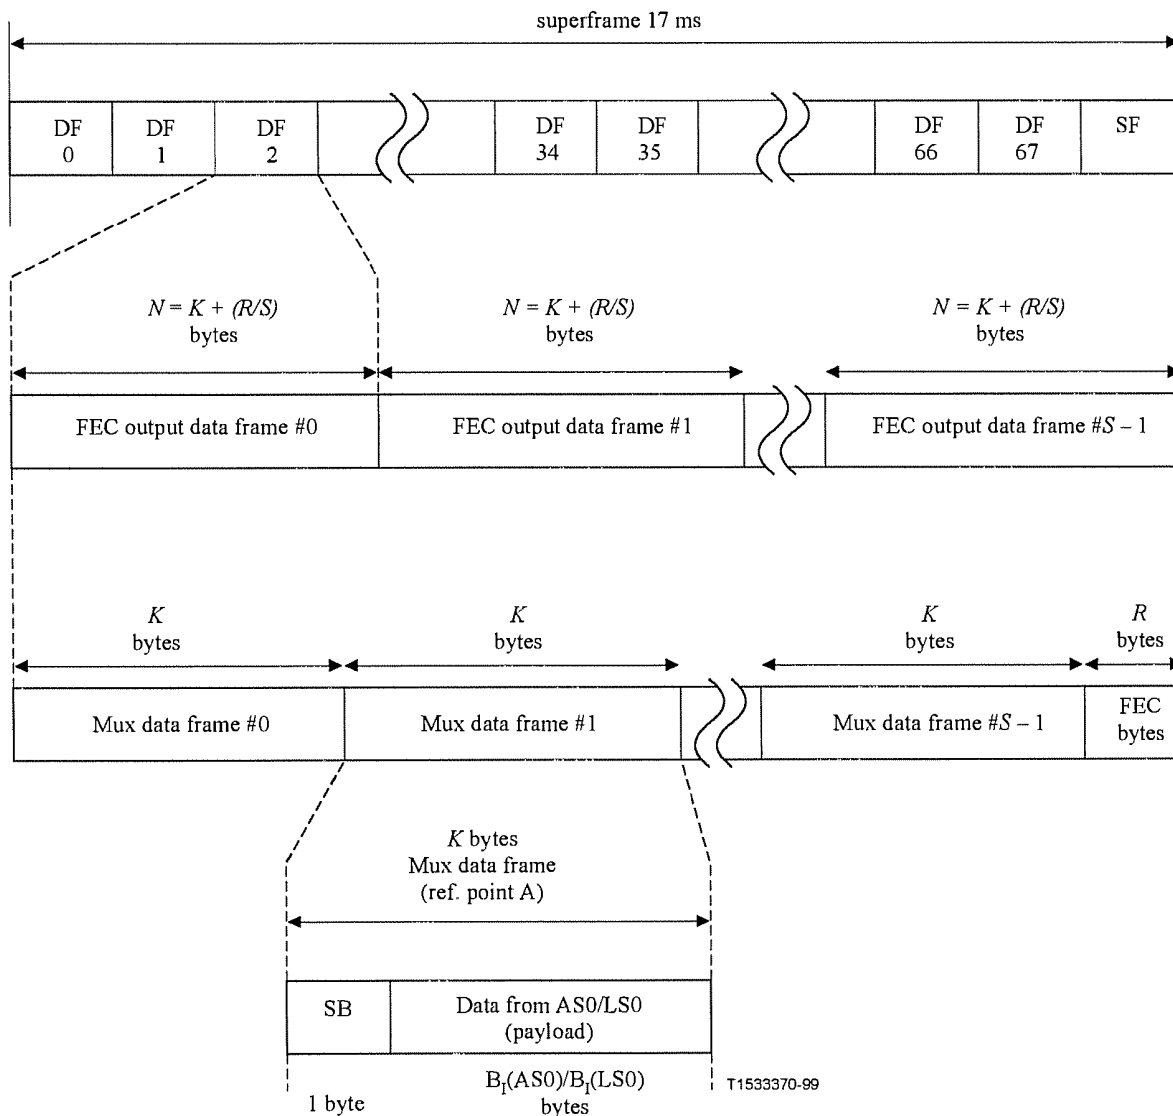 superframe 17 ms
DF 0
DF 1
DF 2
DF 34
DF 35
DF 66
DF 67
SF
N = K + (R/S)
bytes
N = K + (R/S)
bytes
N = K + (R/S)
bytes
FEC output data frame #0
FEC output data frame #1
FEC output data frame #S – 1
K
bytes
K
bytes
K
bytes
R
bytes
Mux data frame #0
Mux data frame #1
Mux data frame #S – 1
FEC
bytes
K bytes
Mux data frame
(ref. point A)
SB
Data from AS0/LS0
(payload)
1 byte
B_I(AS0)/B_I(LS0)
bytes
T1533370-99